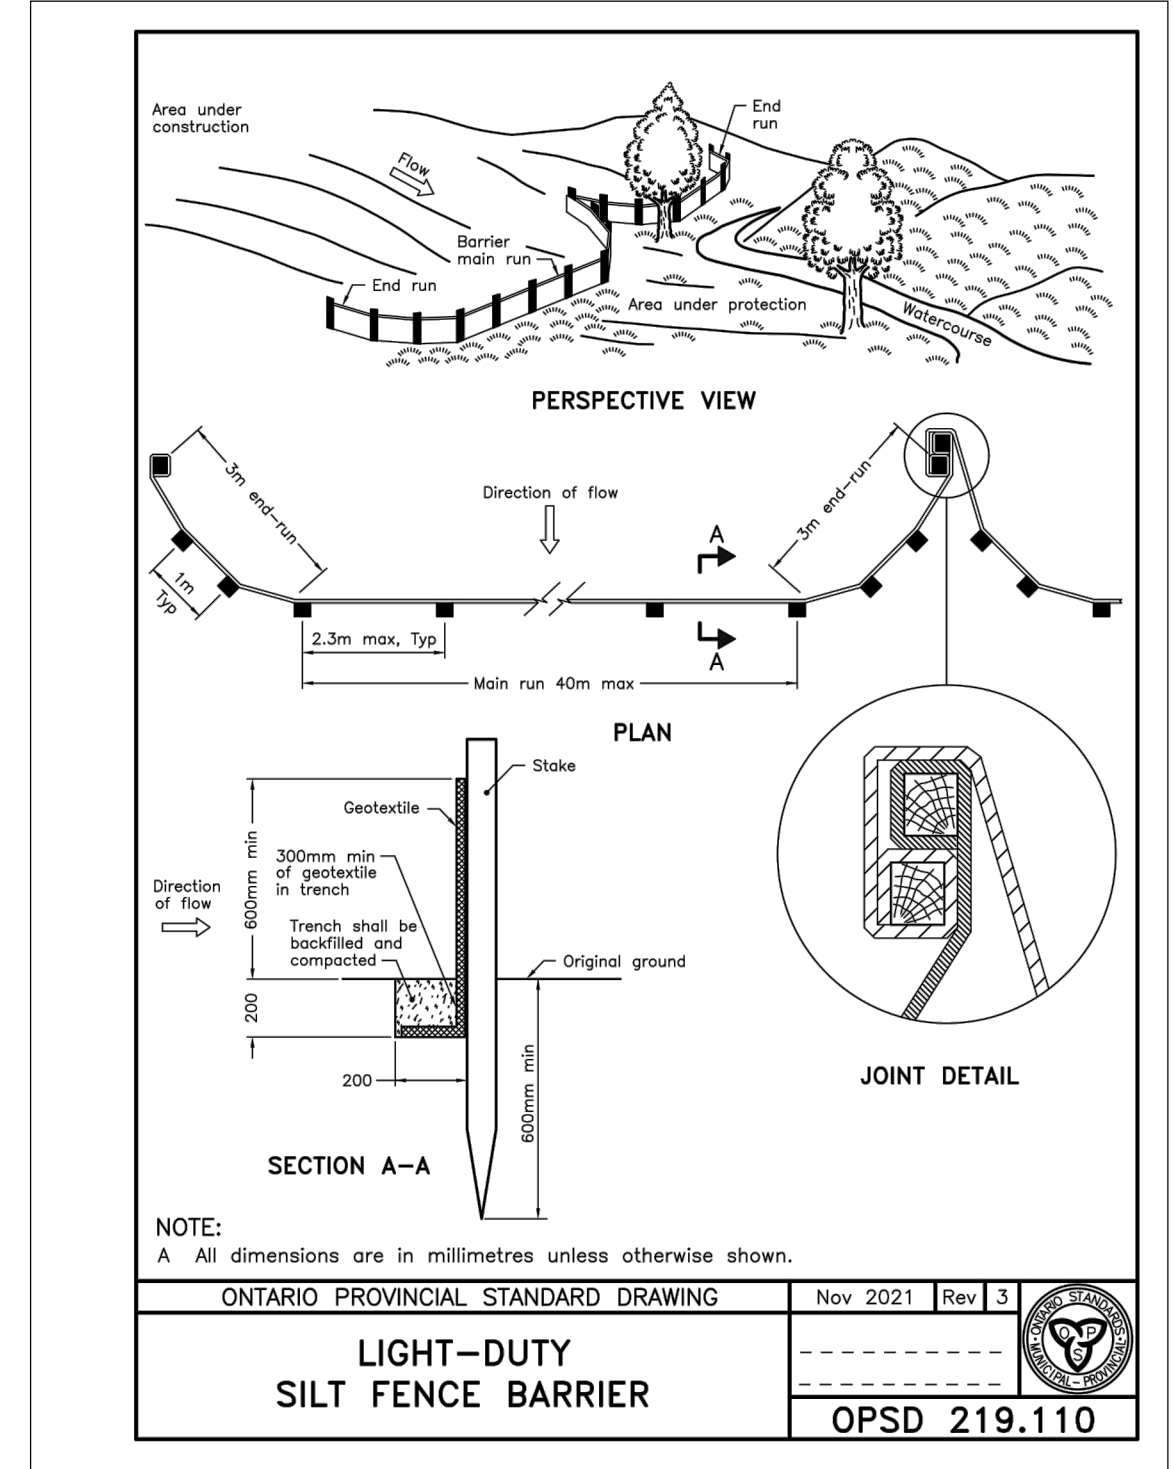 Area under
construction
Flow
End
run
Barrier
main run
End run
Area under protection
Watercourse
PERSPECTIVE VIEW
3m end-run
Direction of flow
3m end-run
A
1m
Typ
2.3m max, Typ
A
Main run 40m max
PLAN
Stake
Geotextile
600mm min
300mm min
of geotextile
in trench
Direction
of flow
Trench shall be
backfilled and
compacted
Original ground
200
200
600mm min
JOINT DETAIL
SECTION A-A
NOTE:
A All dimensions are in millimetres unless otherwise shown.
ONTARIO PROVINCIAL STANDARD DRAWING
Nov 2021
Rev
3
LIGHT-DUTY
SILT FENCE BARRIER
ONTARIO STANDARDS
O P
S
MUNICIPAL - PROVINCIAL
OPSD 219.110